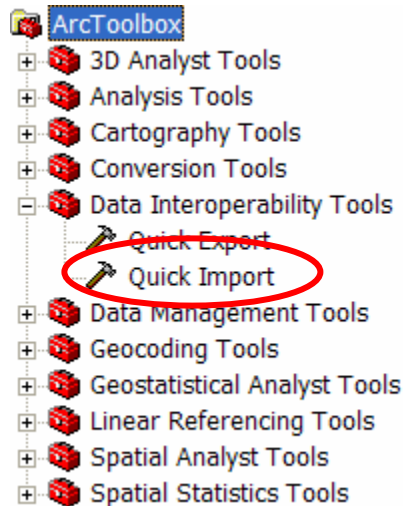 ArcToolbox
3D Analyst Tools
Analysis Tools
Cartography Tools
Conversion Tools
Data Interoperability Tools
Quick Export
Quick Import
Data Management Tools
Geocoding Tools
Geostatistical Analyst Tools
Linear Referencing Tools
Spatial Analyst Tools
Spatial Statistics Tools